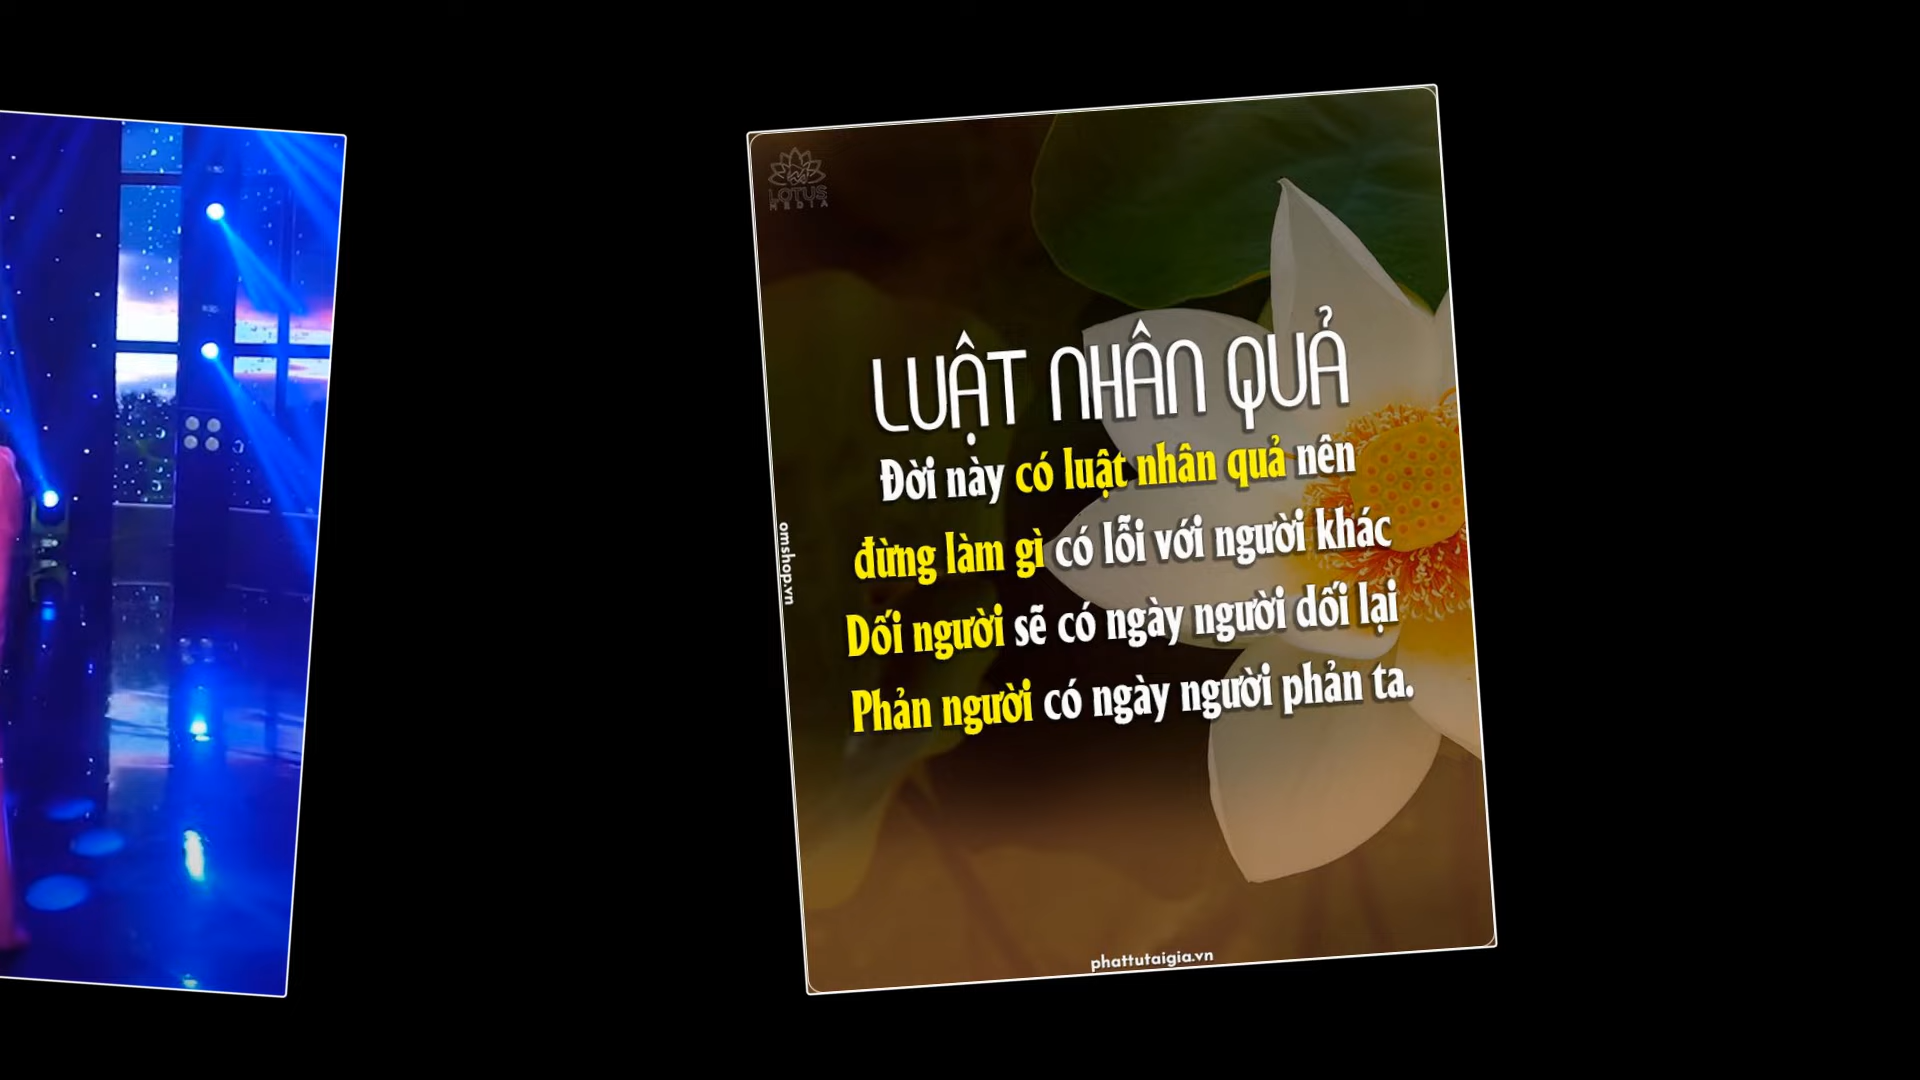 LOTUS
MEDIA
LUẬT NHÂN QUẢ
Đời này có luật nhân quả nên
đừng làm gì có lỗi với người khác
Dối người sẽ có ngày người dối lại
Phản người có ngày người phản ta.
omshop.vn
phattutaigia.vn